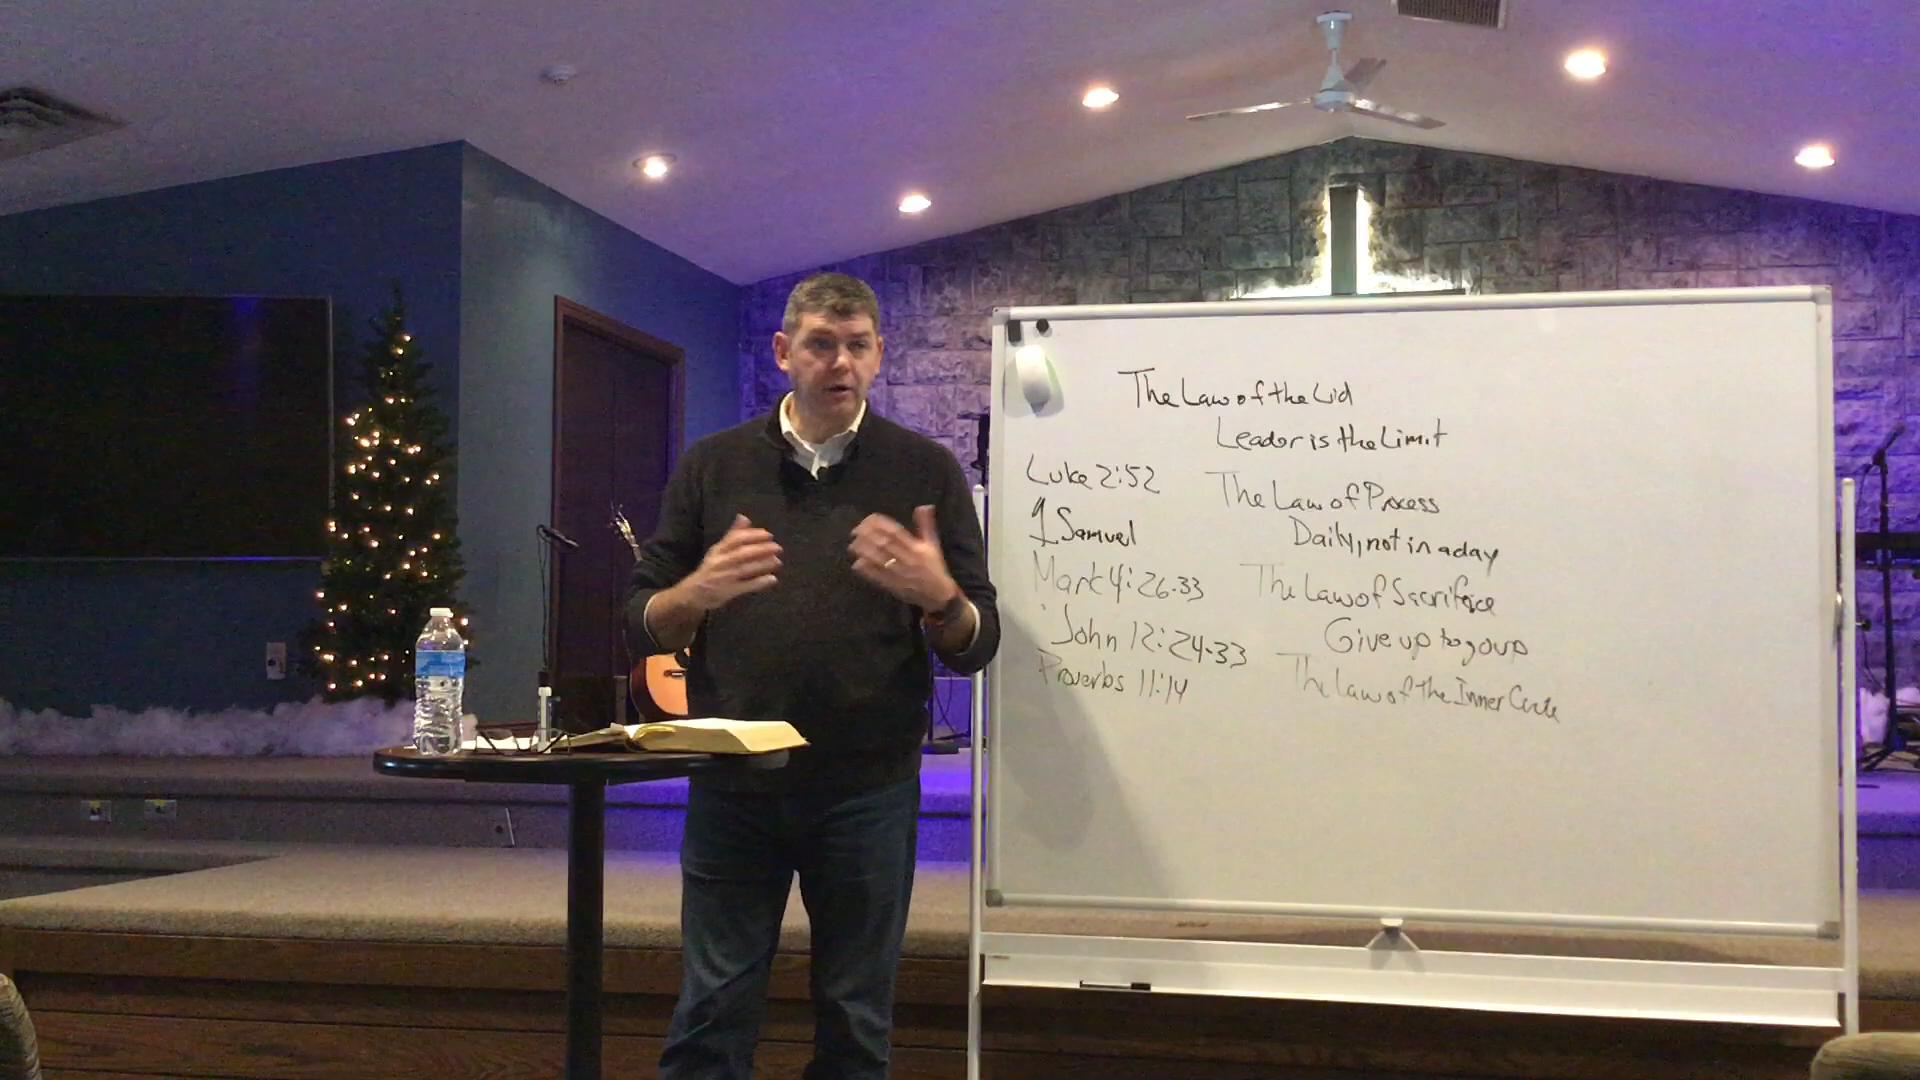 The Law of the Lid
Leader is the Limit
Luke 2:52
The Law of Process
1 Samuel
Daily, not in a day
Mark 4:26-33
The Law of Sacrifice
John 12:24-33
Give up to go up
Proverbs 11:14
The Law of the Inner Circle